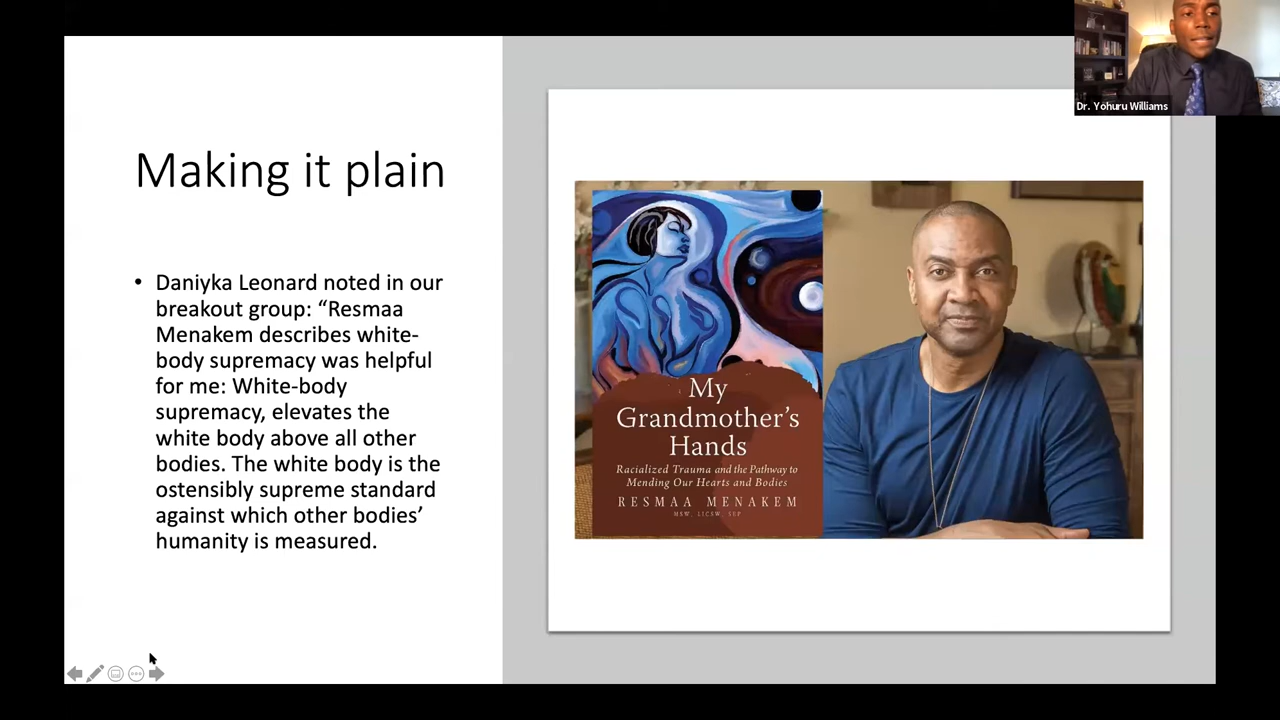 Dr. Yohuru Williams
Making it plain
• Daniyka Leonard noted in our
breakout group: “Resmaa
Menakem describes white-
body supremacy was helpful
for me: White-body
supremacy, elevates the
white body above all other
bodies. The white body is the
ostensibly supreme standard
against which other bodies’
humanity is measured.
My
Grandmother’s
Hands
Racialized Trauma and the Pathway to
Mending Our Hearts and Bodies
RESMAA MENAKEM
MSW, LICSW, SEP